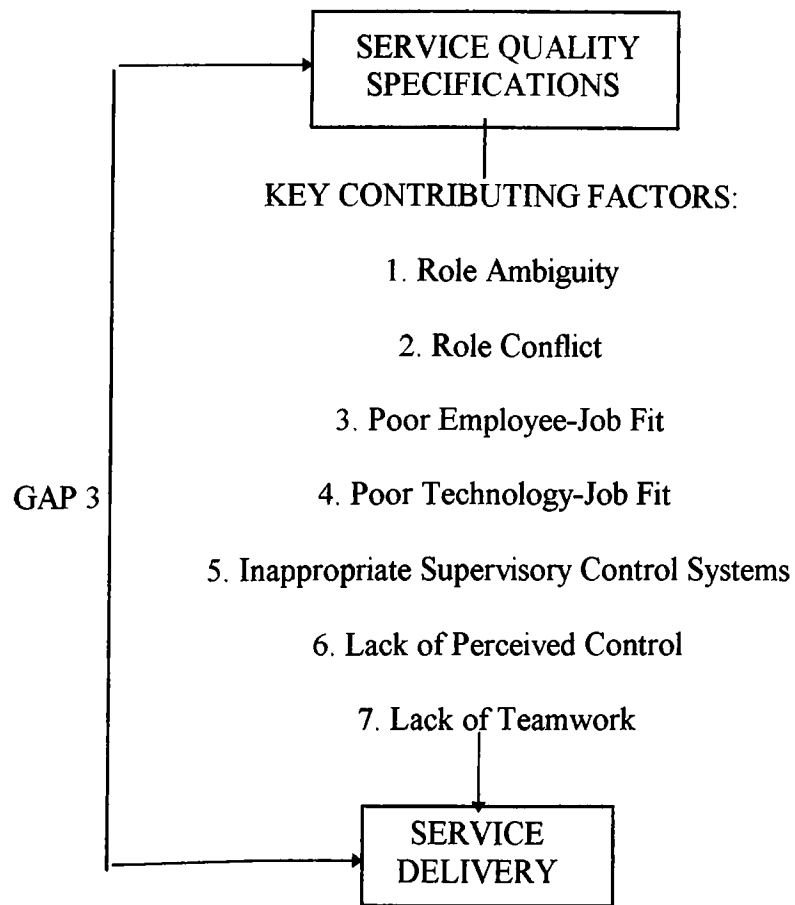 SERVICE QUALITY
SPECIFICATIONS
KEY CONTRIBUTING FACTORS:
1. Role Ambiguity
2. Role Conflict
3. Poor Employee-Job Fit
GAP 3
4. Poor Technology-Job Fit
5. Inappropriate Supervisory Control Systems
6. Lack of Perceived Control
7. Lack of Teamwork
SERVICE
DELIVERY